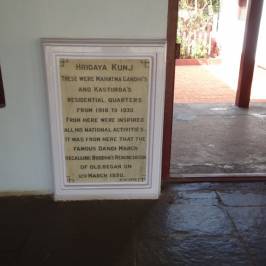 HRIDAYA KUNJ
THESE WERE MAHATMA GANDHI'S
AND KASTURBA'S
RESIDENTIAL QUARTERS
FROM 1918 TO 1930.
FROM HERE WERE INSPIRED
ALL HIS NATIONAL ACTIVITIES.
IT WAS FROM HERE THAT THE
FAMOUS DANDI MARCH
RECALLING BUDDHA'S RENUNCIATION
OF OLD, BEGAN ON
12TH MARCH 1930.